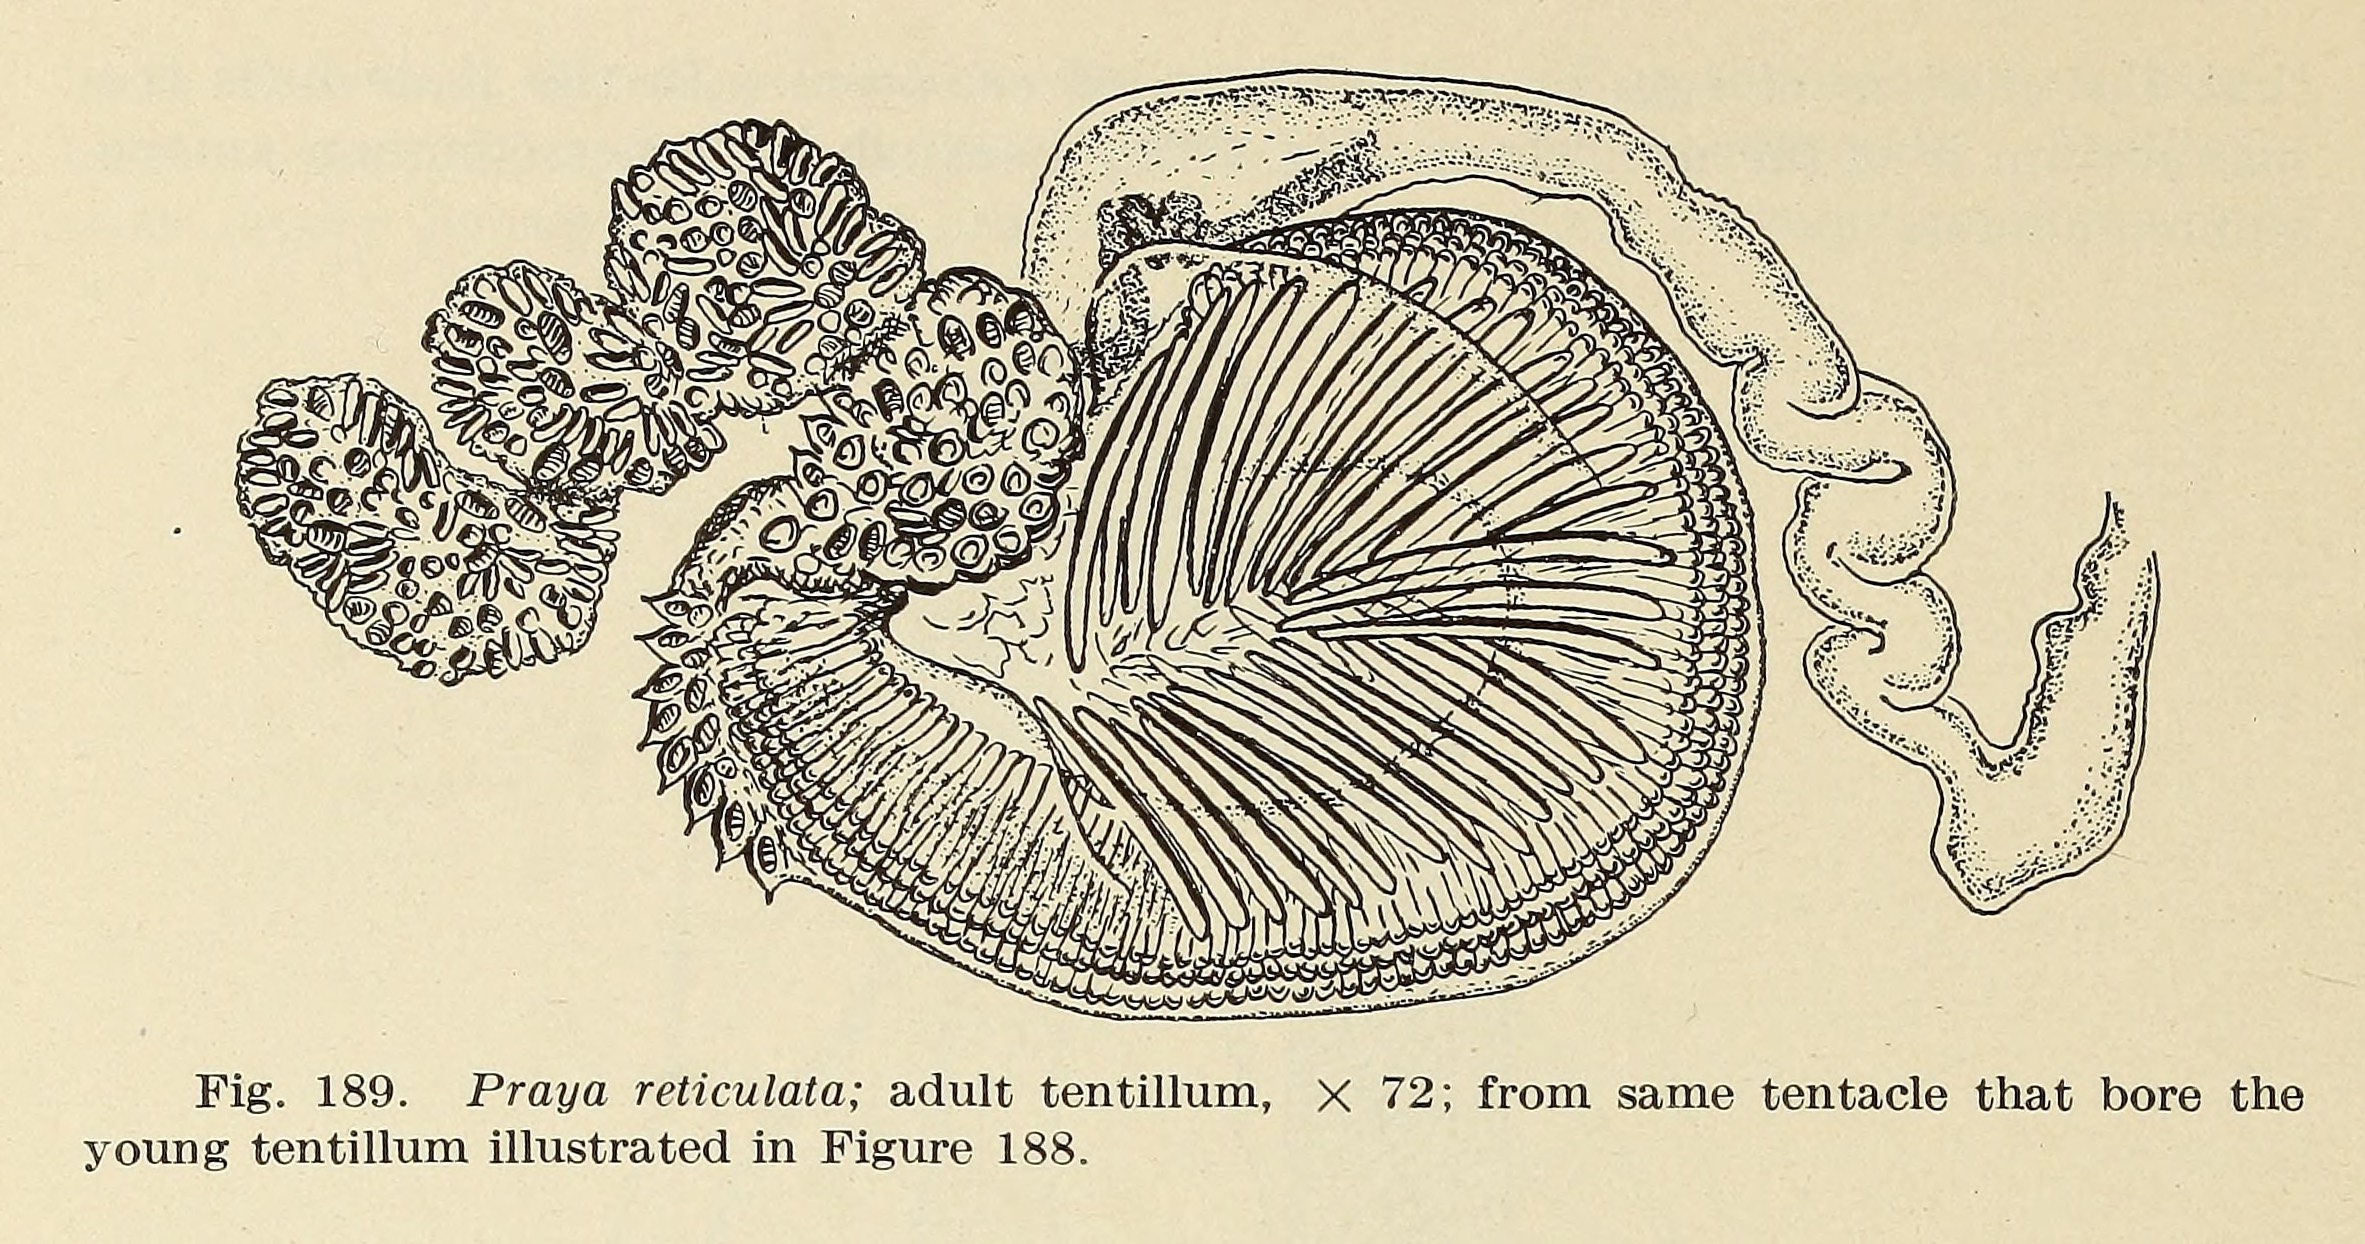 Fig. 189. Praya reticulata; adult tentillum, × 72; from same tentacle that bore the
young tentillum illustrated in Figure 188.